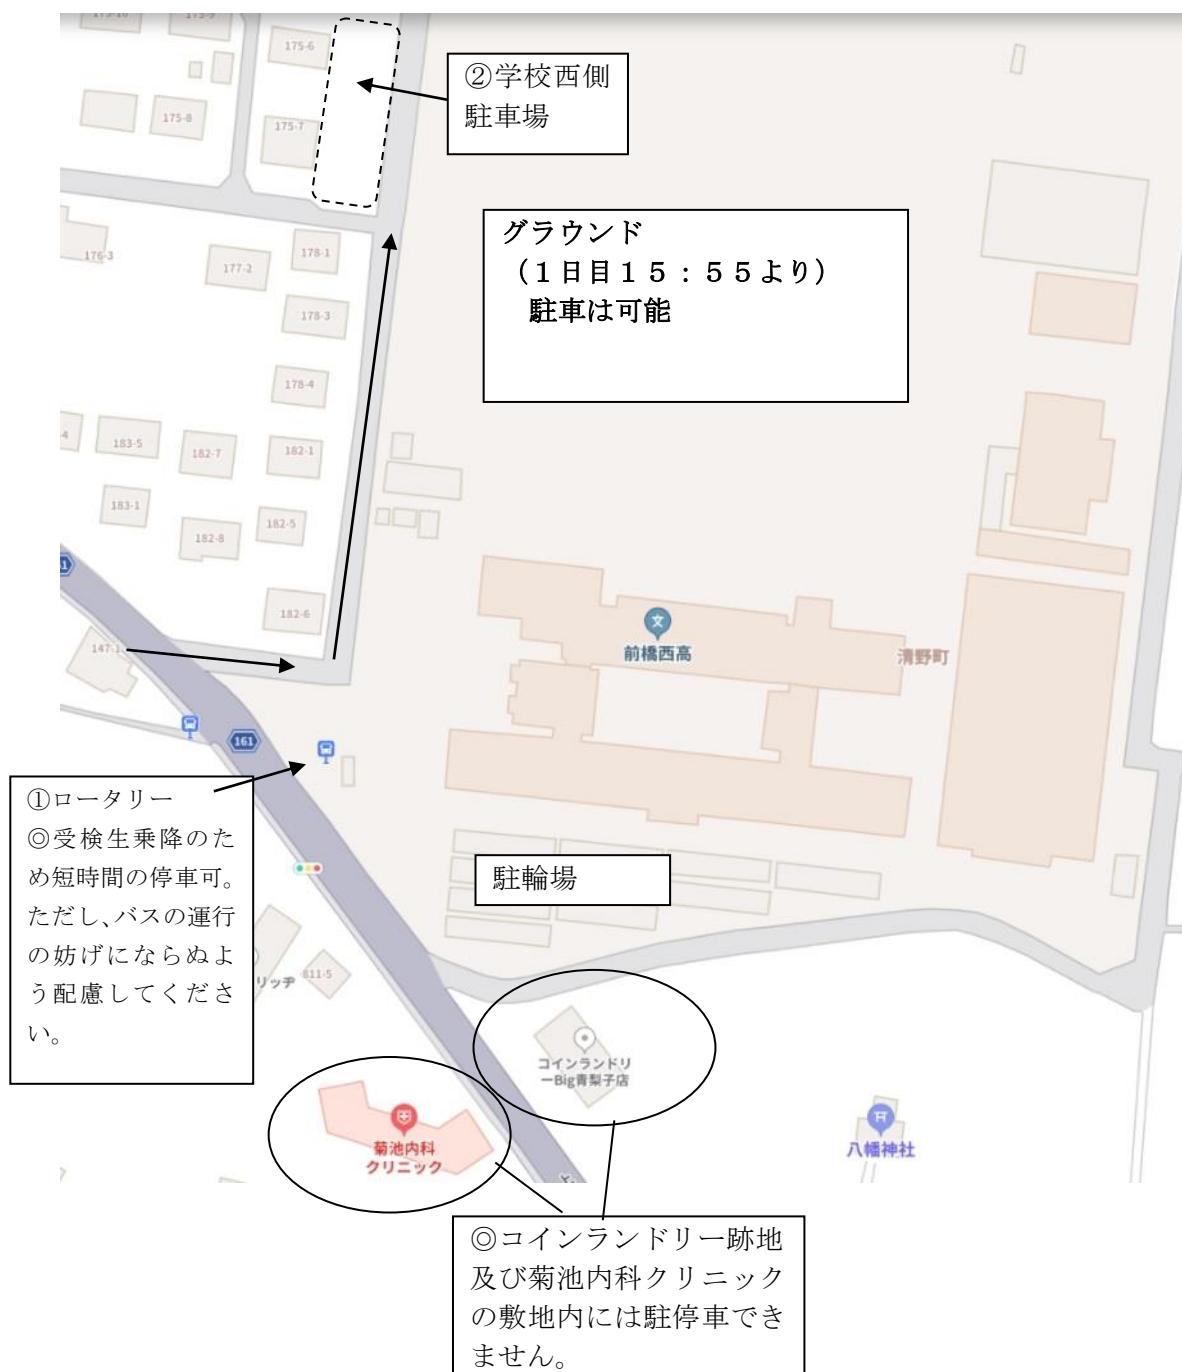 175-10
175-9
175-6
②学校西側
駐車場
175-8
175-7
グラウンド
（１日目１５：５５より）
駐車は可能
176-3
177-2
178-1
178-3
178-4
183-5
182-7
182-1
183-1
182-5
182-8
182-6
前橋西高
清野町
147-1
161
①ロータリー
◎受検生乗降のた
め短時間の停車可。
ただし、バスの運行
の妨げにならぬよ
う配慮してくださ
い。
駐輪場
リッヂ
811-5
コインランドリ
ーBig青梨子店
菊池内科
クリニック
八幡神社
◎コインランドリー跡地
及び菊池内科クリニック
の敷地内には駐停車でき
ません。